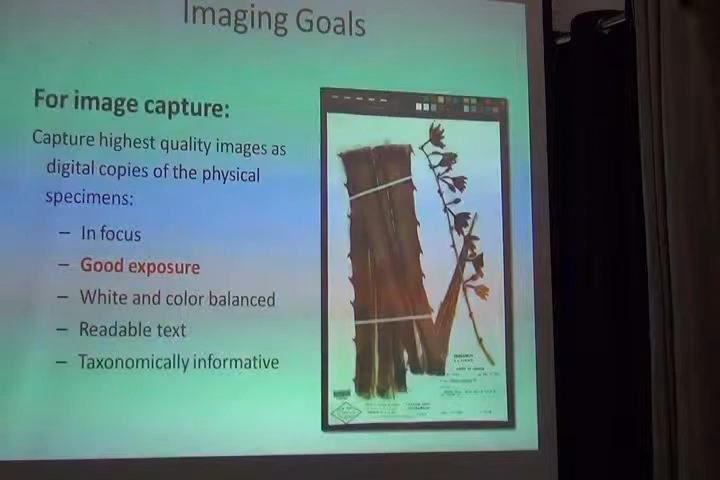 Imaging Goals
For image capture:
Capture highest quality images as
digital copies of the physical
specimens:
– In focus
– Good exposure
– White and color balanced
– Readable text
– Taxonomically informative